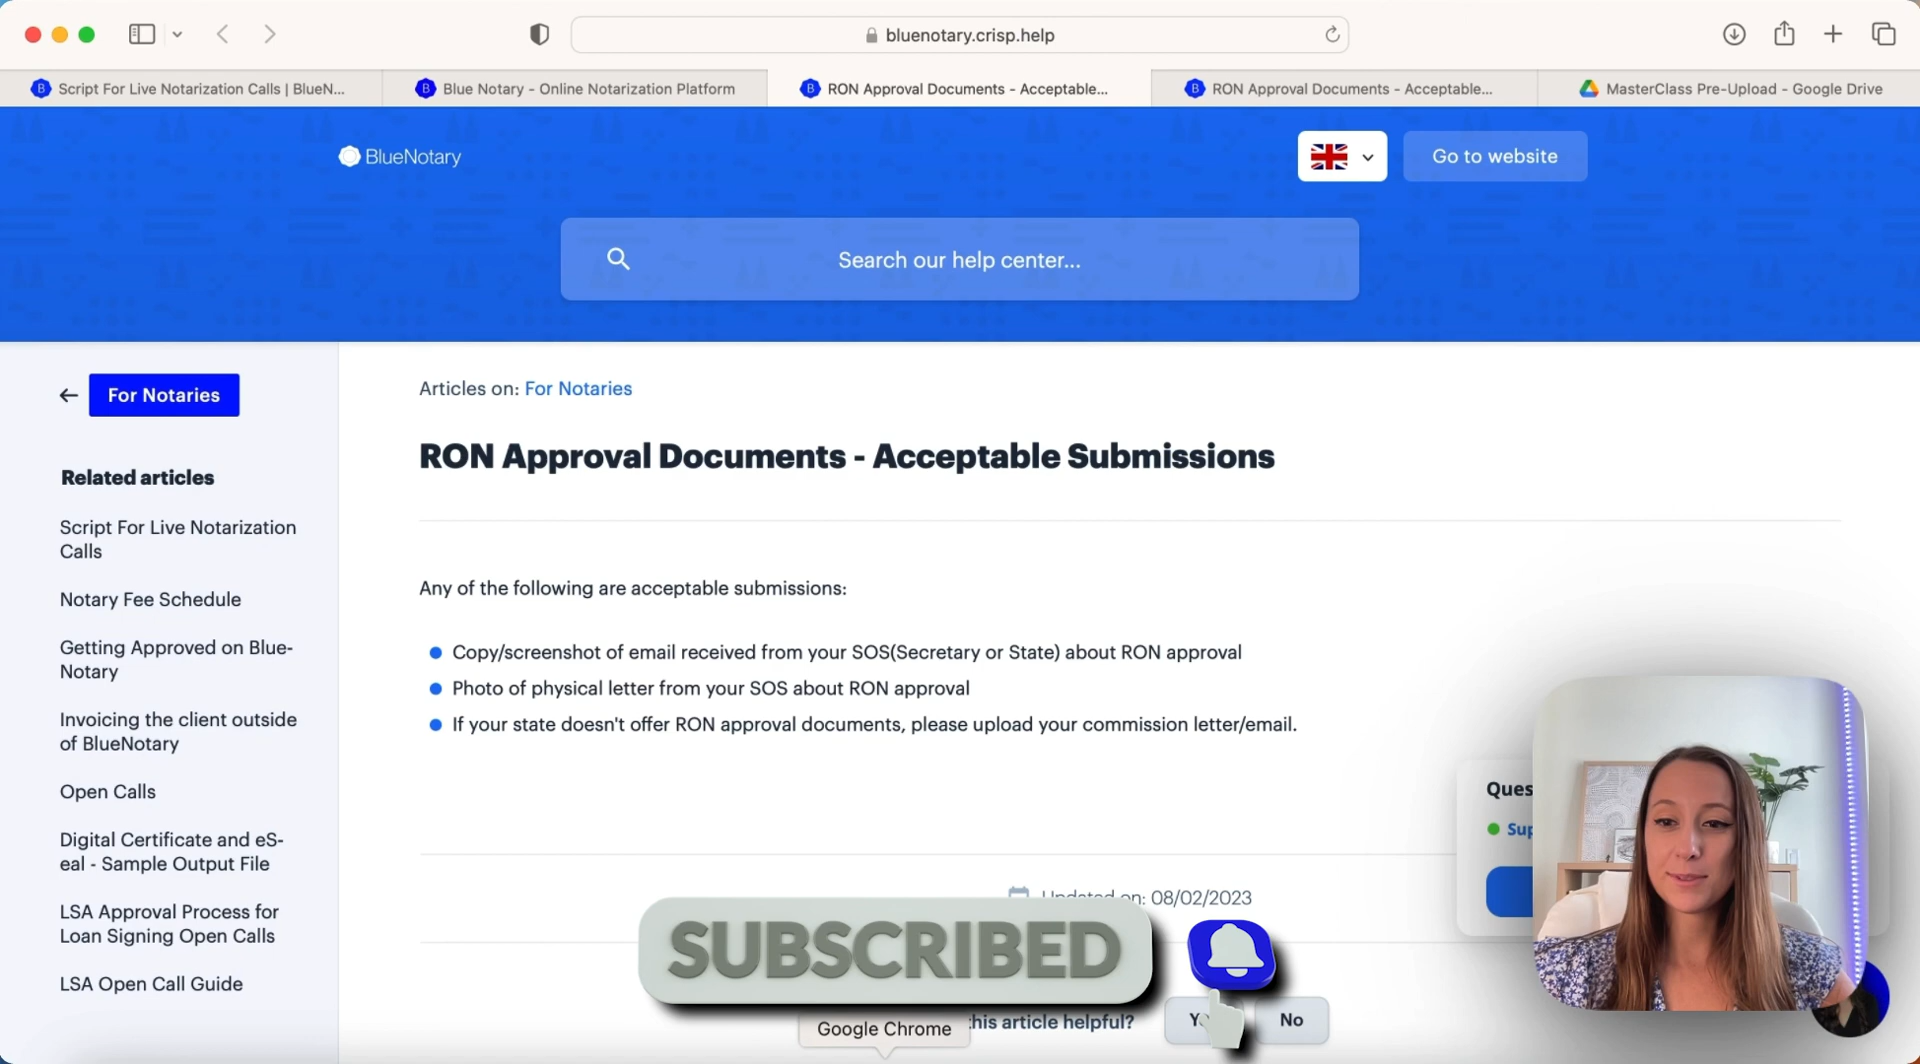 bluenotary.crisp.help
Script For Live Notarization Calls | BlueN...
Blue Notary - Online Notarization Platform
RON Approval Documents - Acceptable...
RON Approval Documents - Acceptable...
MasterClass Pre-Upload - Google Drive
BlueNotary
Go to website
Search our help center...
For Notaries
Articles on: For Notaries
RON Approval Documents - Acceptable Submissions
Related articles
Script For Live Notarization
Calls
Notary Fee Schedule
Getting Approved on Blue-
Notary
Invoicing the client outside
of BlueNotary
Open Calls
Digital Certificate and eS-
eal - Sample Output File
LSA Approval Process for
Loan Signing Open Calls
LSA Open Call Guide
Any of the following are acceptable submissions:
Copy/screenshot of email received from your SOS(Secretary or State) about RON approval
Photo of physical letter from your SOS about RON approval
If your state doesn't offer RON approval documents, please upload your commission letter/email.
Updated on: 08/02/2023
SUBSCRIBED
Google Chrome
this article helpful?
No